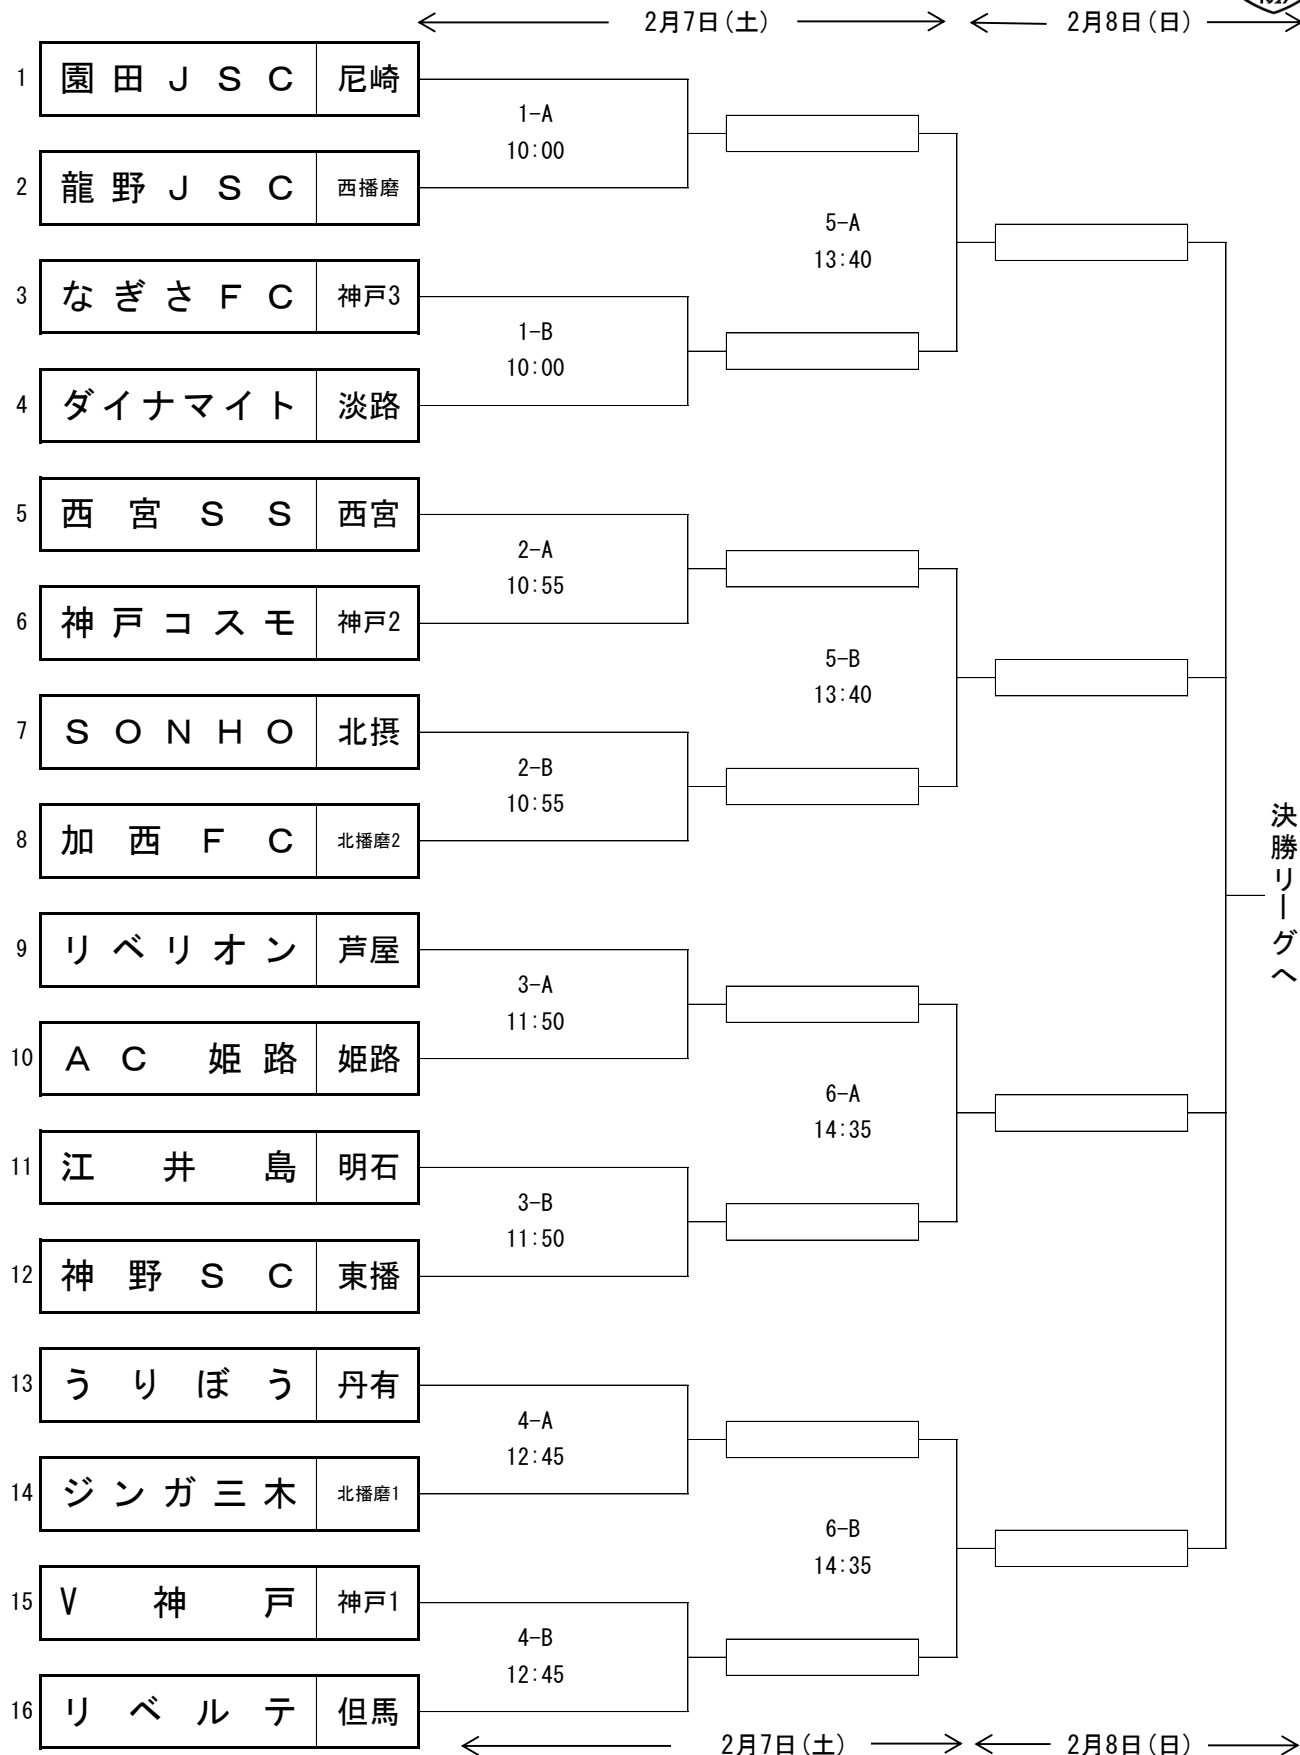 2月7日(土) 2月8日(日)
1 園田JSC 尼崎
1-A
10:00
2 龍野JSC 西播磨
5-A
13:40
3 なぎさFC 神戸3
1-B
10:00
4 ダイナマイト 淡路
5 西宮SS 西宮
2-A
10:55
6 神戸コスモ 神戸2
5-B
13:40
7 SONHO 北摂
2-B
10:55
8 加西FC 北播磨2
決勝リーグへ
9 リベリオン 芦屋
3-A
11:50
10 AC 姫路 姫路
6-A
14:35
11 江井島 明石
3-B
11:50
12 神野SC 東播
13 うりぼう 丹有
4-A
12:45
14 ジンガ三木 北播磨1
6-B
14:35
15 V神戸 神戸1
4-B
12:45
16 リベルテ 但馬
2月7日(土) 2月8日(日)